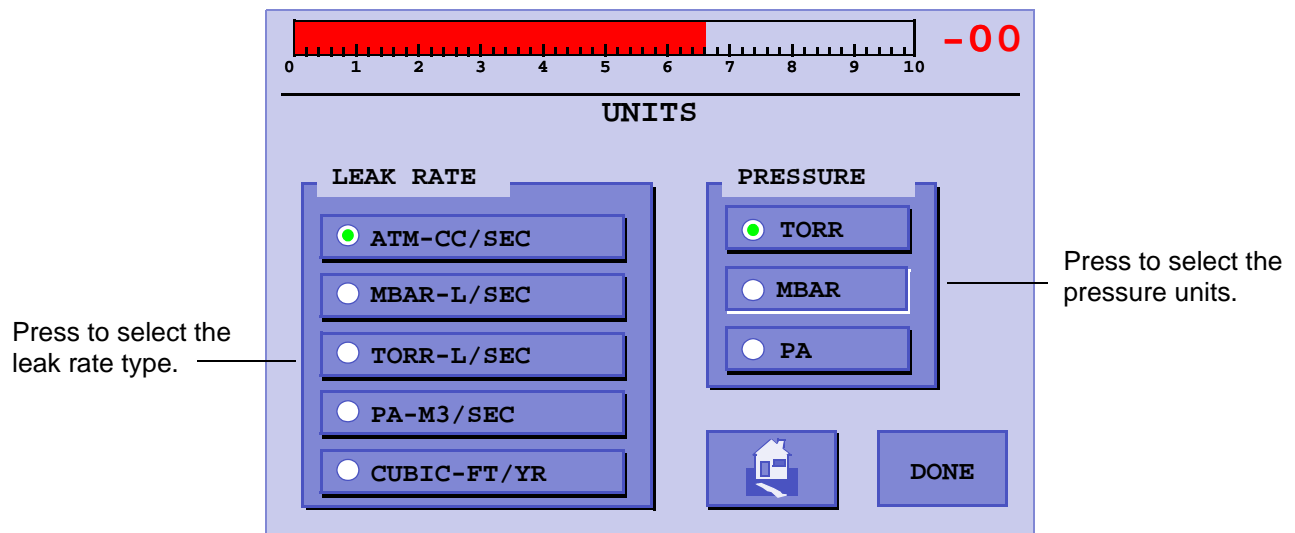 -00
0 1 2 3 4 5 6 7 8 9 10
UNITS
LEAK RATE
ATM-CC/SEC
MBAR-L/SEC
TORR-L/SEC
PA-M3/SEC
CUBIC-FT/YR
PRESSURE
TORR
MBAR
PA
DONE
Press to select the
leak rate type.
Press to select the
pressure units.